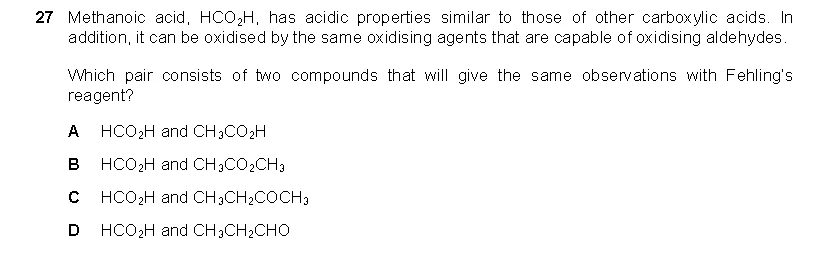 27 Methanoic acid, HCO₂H, has acidic properties similar to those of other carboxylic acids. In
addition, it can be oxidised by the same oxidising agents that are capable of oxidising aldehydes.
Which pair consists of two compounds that will give the same observations with Fehling's
reagent?
A HCO₂H and CH₃CO₂H
B HCO₂H and CH₃CO₂CH₃
C HCO₂H and CH₃CH₂COCH₃
D HCO₂H and CH₃CH₂CHO